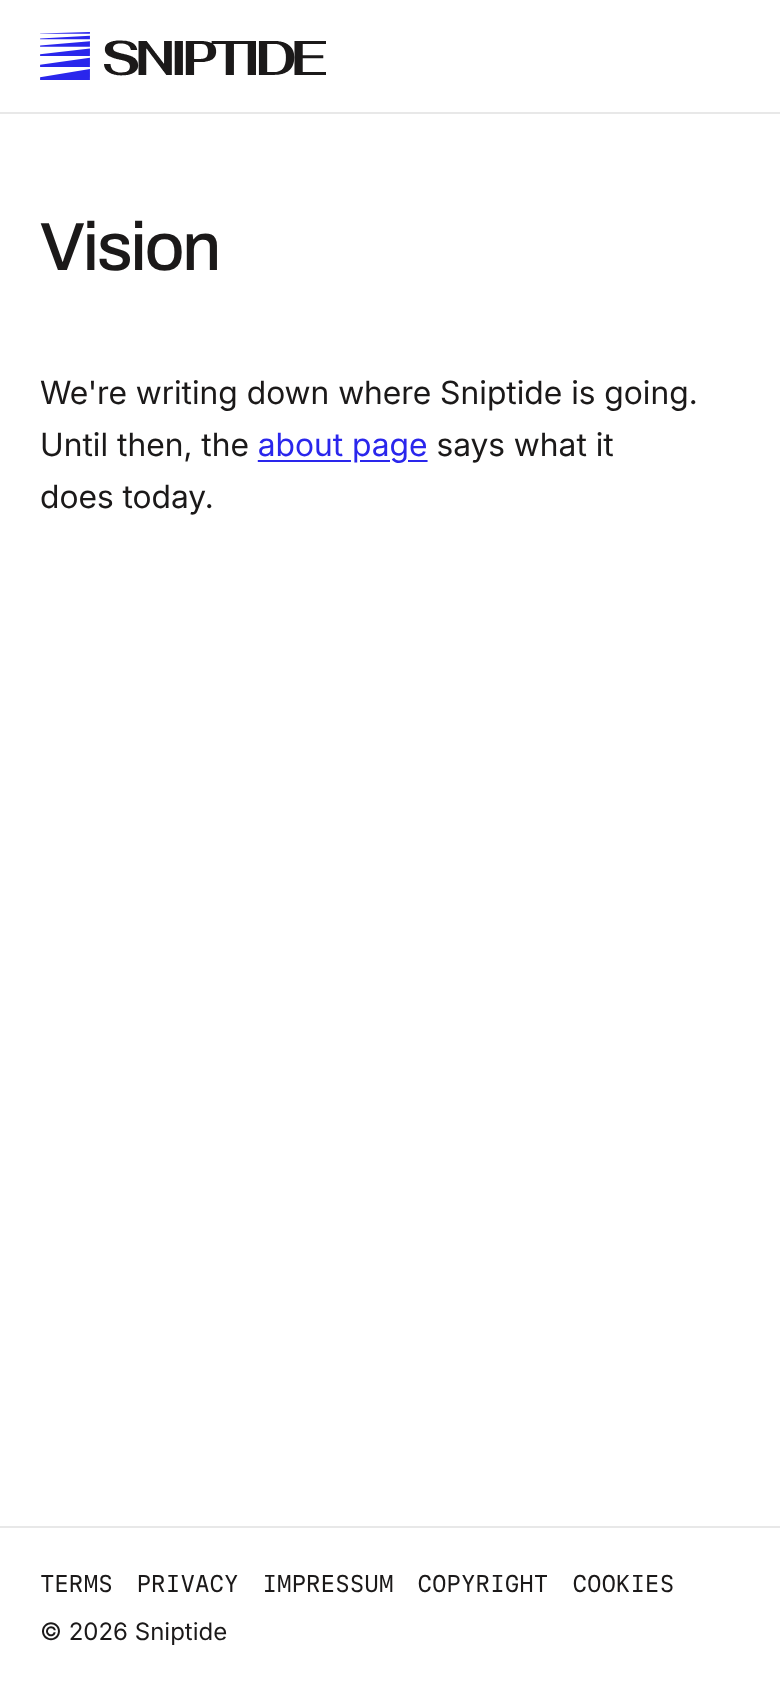 SNIPTIDE
Vision
We're writing down where Sniptide is going.
Until then, the about page says what it
does today.
TERMS PRIVACY IMPRESSUM COPYRIGHT COOKIES
© 2026 Sniptide